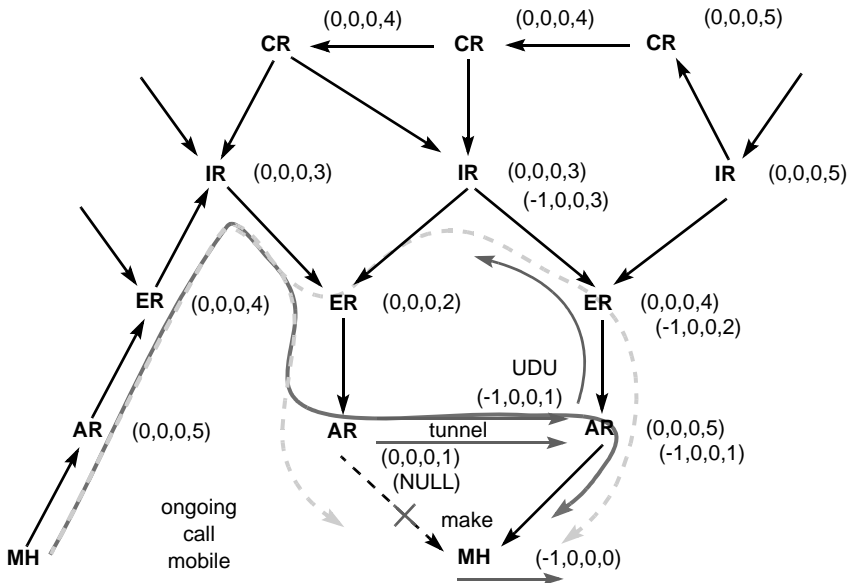 CR (0,0,0,4) CR (0,0,0,4) CR (0,0,0,5)
IR (0,0,0,3) IR (0,0,0,3) IR (0,0,0,5)
(-1,0,0,3)
ER (0,0,0,4) ER (0,0,0,2) ER (0,0,0,4)
(-1,0,0,2)
UDU
(-1,0,0,1)
AR (0,0,0,5) AR tunnel AR (0,0,0,5)
(0,0,0,1) (-1,0,0,1)
(NULL)
ongoing
call
mobile
make
MH MH (-1,0,0,0)